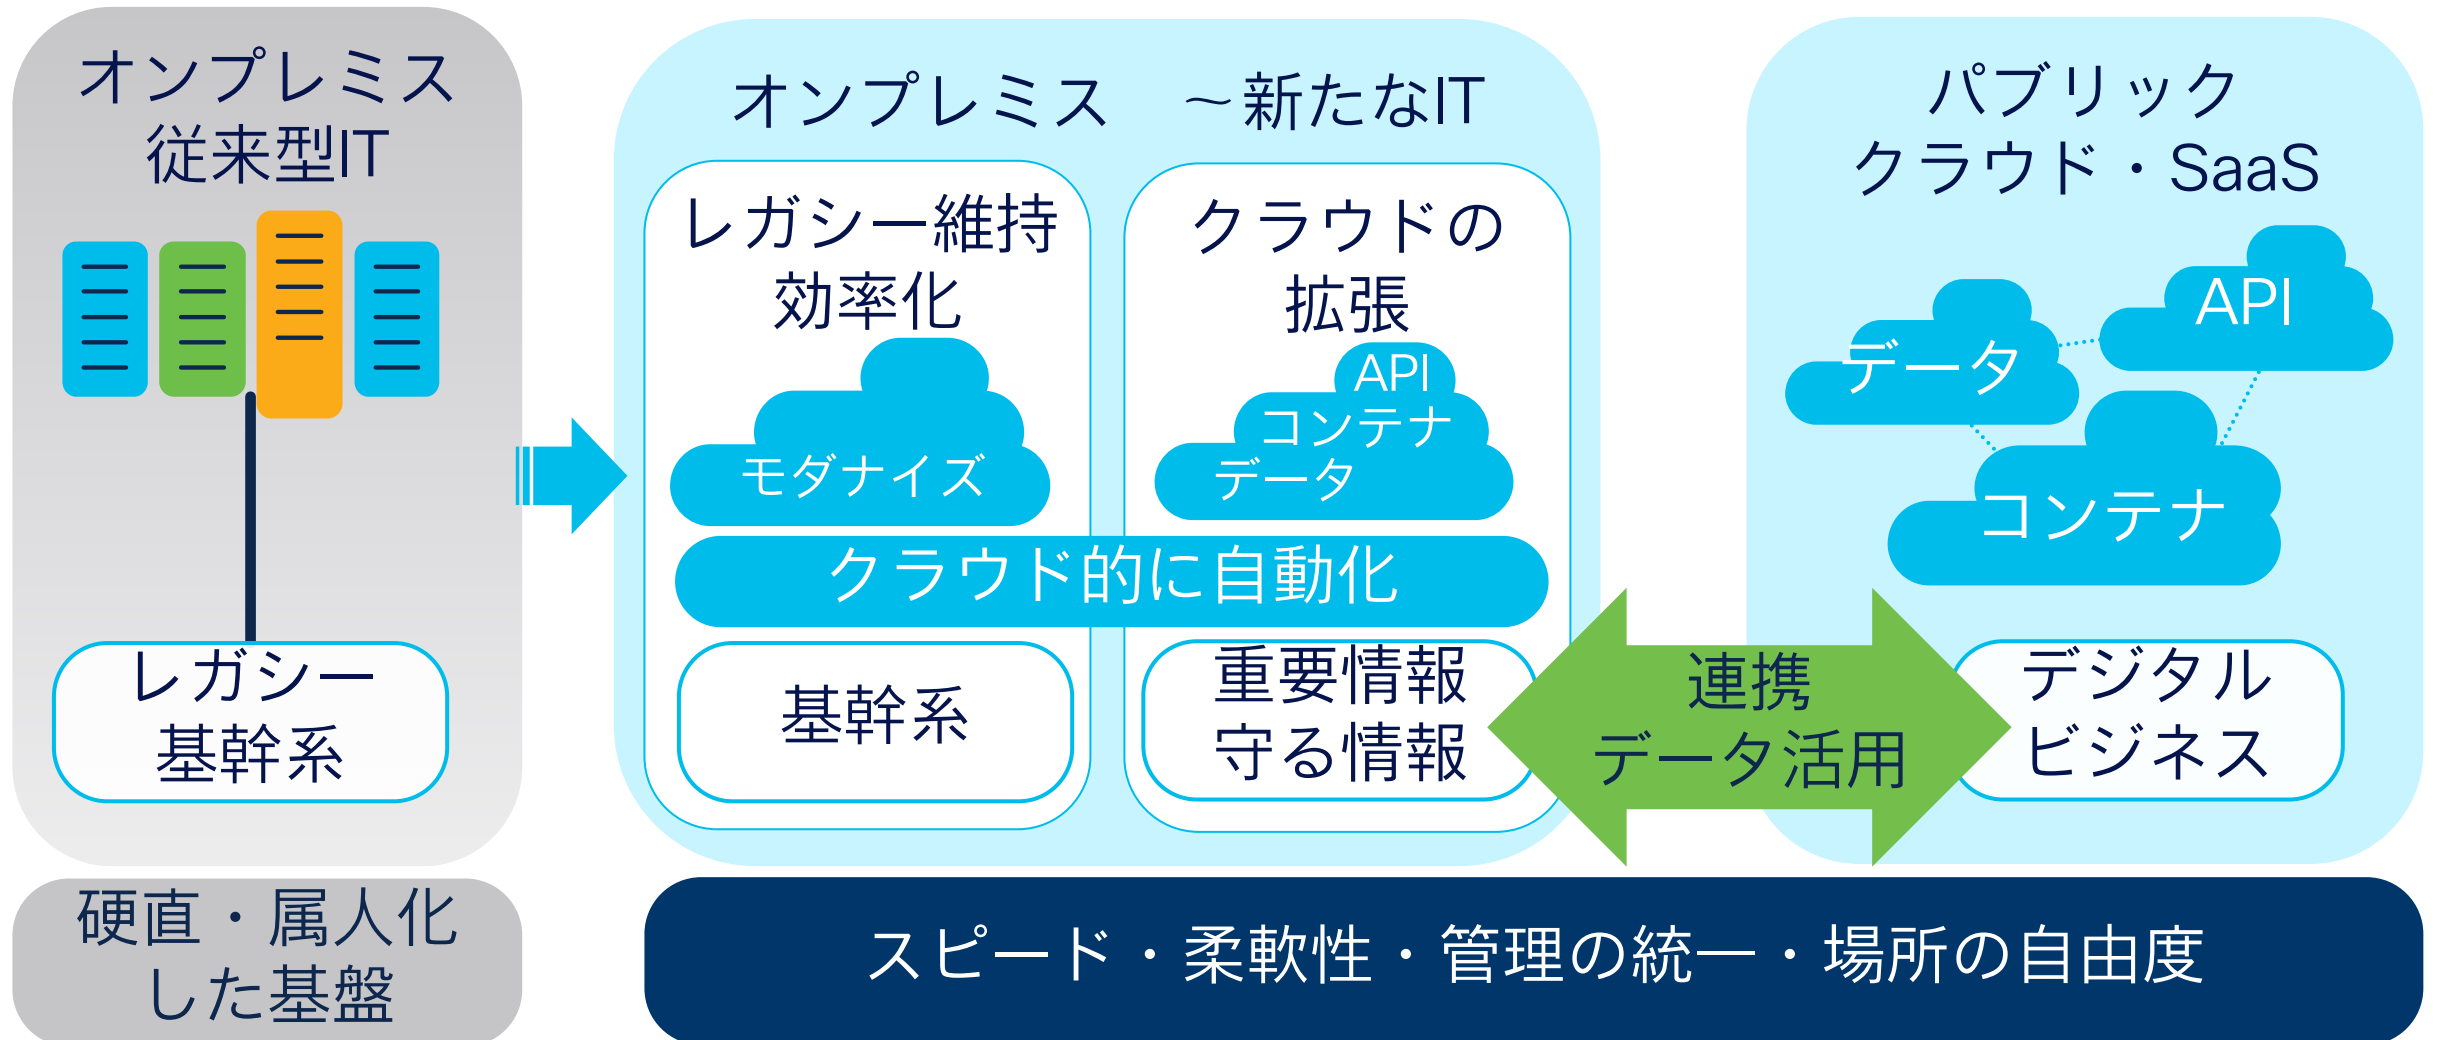 オンプレミス
従来型IT
レガシー
基幹系
硬直・属人化
した基盤
オンプレミス ～新たなIT
レガシー維持
効率化
モダナイズ
クラウドの
拡張
API
コンテナ
データ
クラウド的に自動化
基幹系
重要情報
守る情報
連携
データ活用
パブリック
クラウド・SaaS
API
データ
コンテナ
デジタル
ビジネス
スピード・柔軟性・管理の統一・場所の自由度